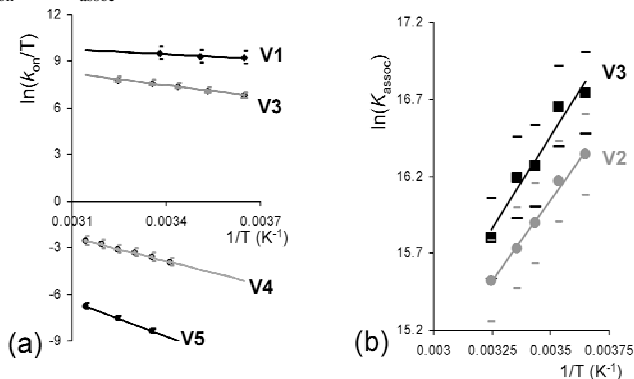 12
9
6
3
0
-3
-6
-9
ln(kon/T)
V1
V3
0.0031
0.0034
0.0037
1/T (K-1)
V4
V5
(a)
17.2
16.7
16.2
15.7
15.2
ln(Kassoc)
V3
V2
0.003
0.00325
0.0035
0.00375
1/T (K-1)
(b)